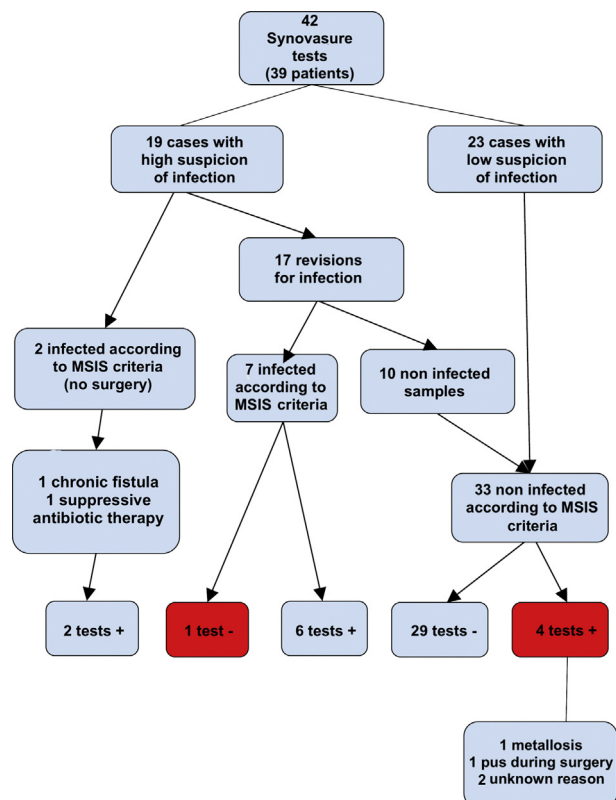 42
Synovasure
tests
(39 patients)
19 cases with
high suspicion
of infection
23 cases with
low suspicion
of infection
17 revisions
for infection
2 infected according
to MSIS criteria
(no surgery)
7 infected
according to
MSIS criteria
10 non infected
samples
1 chronic fistula
1 suppressive
antibiotic therapy
33 non infected
according to MSIS
criteria
2 tests +
1 test -
6 tests +
29 tests -
4 tests +
1 metallosis
1 pus during surgery
2 unknown reason